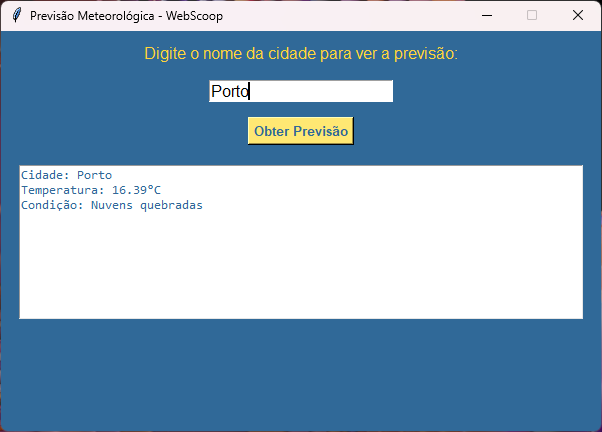 Previsão Meteorológica - WebScoop
Digite o nome da cidade para ver a previsão:
Porto
Obter Previsão
Cidade: Porto
Temperatura: 16.39°C
Condição: Nuvens quebradas